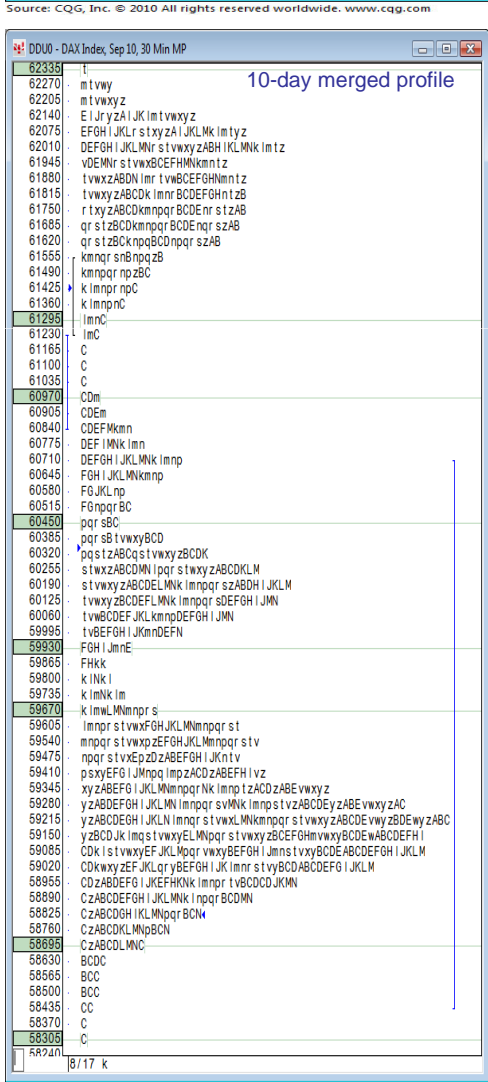 Source: CQG, Inc. © 2010 All rights reserved worldwide. www.cqg.com
DDU0 - DAX Index, Sep 10, 30 Min MP
10-day merged profile
62335 t
62270 mtvwy
62205 mtvwxyz
62140 EIJryzAIJKlmtvwxyz
62075 EFGHIJKLrstxyzAIJKLMklmtyz
62010 DEFGHIJKLMNrstvwxyzABHIKLMNklmtz
61945 vDEMNrstvwxBCEFHMNkmntz
61880 tvwxzABDNlmrtvwBCEFGHNmntz
61815 tvwxyzABCDklmnrBCDEFGHntzB
61750 rtxyzABCDkmnpqrBCDEnrstzAB
61685 qrstzBCDkmnpqrBCDEnqrszAB
61620 qrstzBCknpqBCDnpqrszAB
61555 kmnqrsnBnpqzB
61490 kmnpqrnpzBC
61425 klmnprnpC
61360 klmnpnC
61295 lmnC
61230 lmC
61165 C
61100 C
61035 C
60970 CDm
60905 CDEm
60840 CDEFMkmn
60775 DEFIMNklmn
60710 DEFGHIJKLMNklmnp
60645 FGHIJKLMNkmnp
60580 FGJKLnp
60515 FGnpqrBC
60450 pqrsBC
60385 pqrsBtvwxyBCD
60320 pqstzABCqstvwxyzBCDK
60255 stwxzABCDMNlpqrstwxyzABCDKLM
60190 stvwxyzABCDELMNklmnpqrszABDHIJKLM
60125 tvwxyzBCDEFLMNklmnpqrsDEFGHIJMN
60060 tvwBCDEFJKLkmnpDEFGHIJMN
59995 tvBEFGHIJKmnDEFN
59930 FGHIJmnE
59865 FHkk
59800 klNkl
59735 klmNklm
59670 klmwLMNmnprs
59605 lmnprstvwxFGHJKLMNmnpqrst
59540 mnpqrstvwxpzEFGHJKLMmnpqrstv
59475 npqrstvxEpzDzABEFGHIJKntv
59410 psxyEFGIJMnpqlmpzACDzABEFHIvz
59345 xyzABEFGIJKLMNmnpqrNklmnptzACDzABEvwxyz
59280 yzABDEFGHIJKLMNlmnpqrsvMNklmnpstvzABCDEyzABEvwxyzAC
59215 yzABCDEGHIJKLNlmnqrstvwxLMNkmnpqrstvwxyzABCDEvwyzBDEwyzABC
59150 yzBCDJklmqstvwxyELMNpqrstvwxyzBCEFGHmvwxyBCDEwABCDEFHI
59085 CDklstvwxyEFJKLMpqrvwxyBEFGHIJmnstvxyBCDEABCDEFGHIJKLM
59020 CDkwxyzEFJKLqryBEFGHIJKlmnrstvyBCDABCDEFGIJKLM
58955 CDzABDEFGIJKEFHKNklmnprtvBCDCDJKMN
58890 CzABCDEFGHIJKLMNklnpqrBCDMN
58825 CzABCDGHIKLMNpqrBCN
58760 CzABCDKLMNpBCN
58695 CzABCDLMNC
58630 BCDC
58565 BCC
58500 BCC
58435 CC
58370 C
58305 C
58240
8/17 k